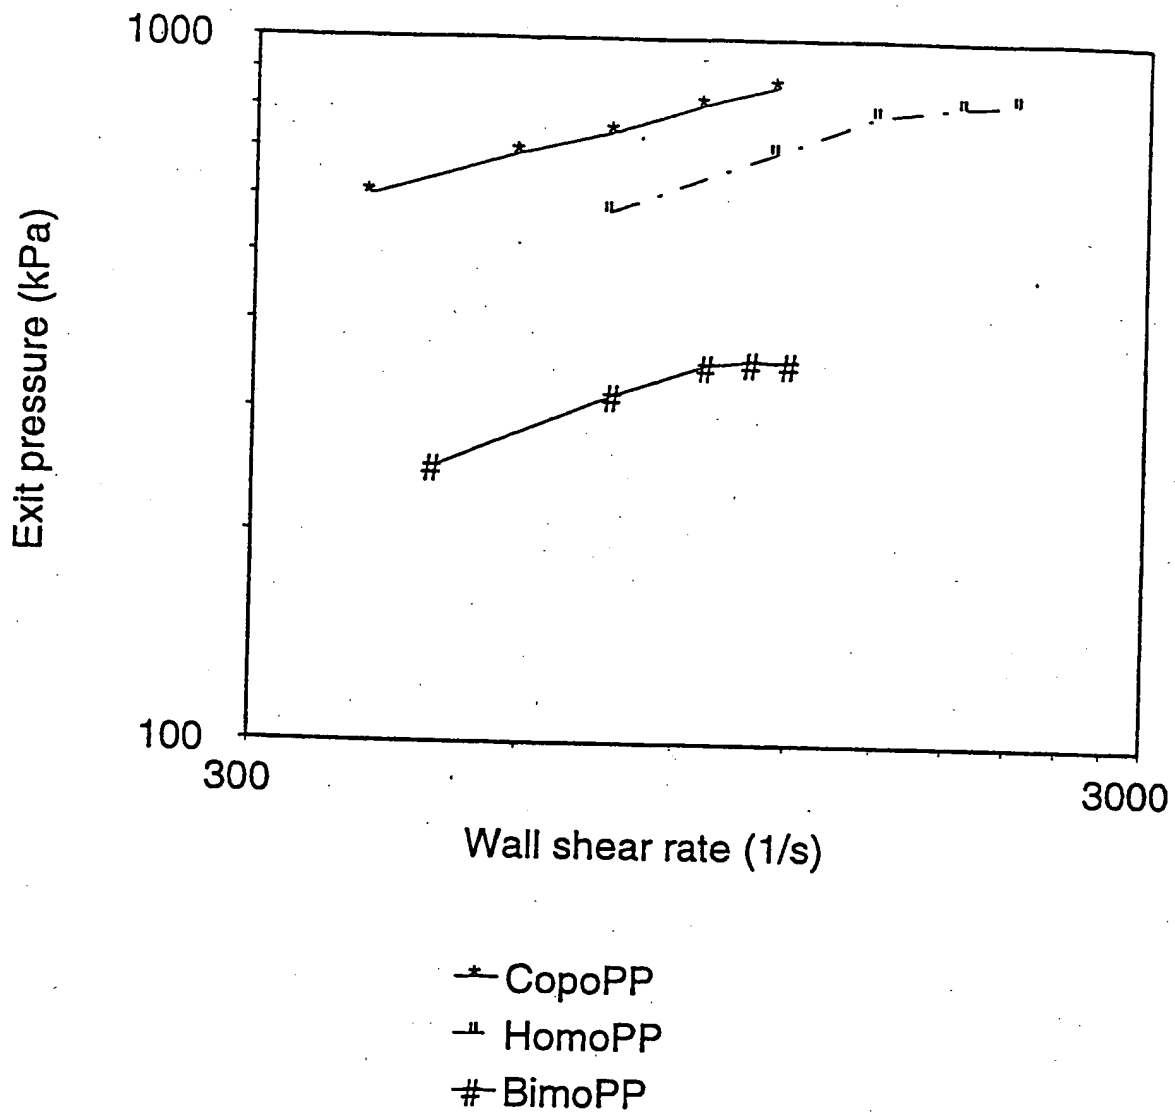 1000
Exit pressure (kPa)
100
300
3000
Wall shear rate (1/s)
CopoPP
HomoPP
BimoPP